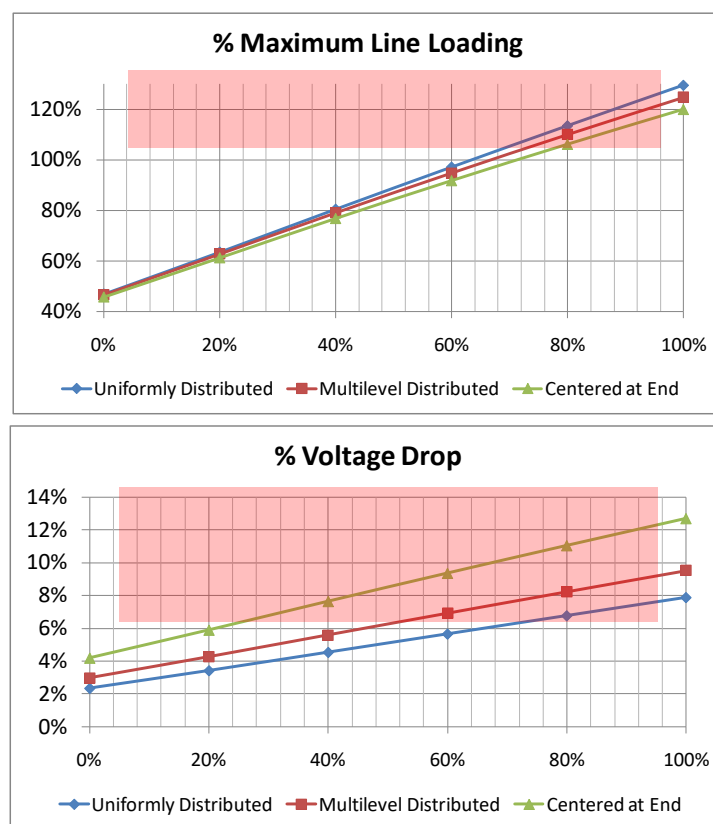 % Maximum Line Loading
120%
100%
80%
60%
40%
0% 20% 40% 60% 80% 100%
Uniformly Distributed Multilevel Distributed Centered at End
% Voltage Drop
14%
12%
10%
8%
6%
4%
2%
0%
0% 20% 40% 60% 80% 100%
Uniformly Distributed Multilevel Distributed Centered at End